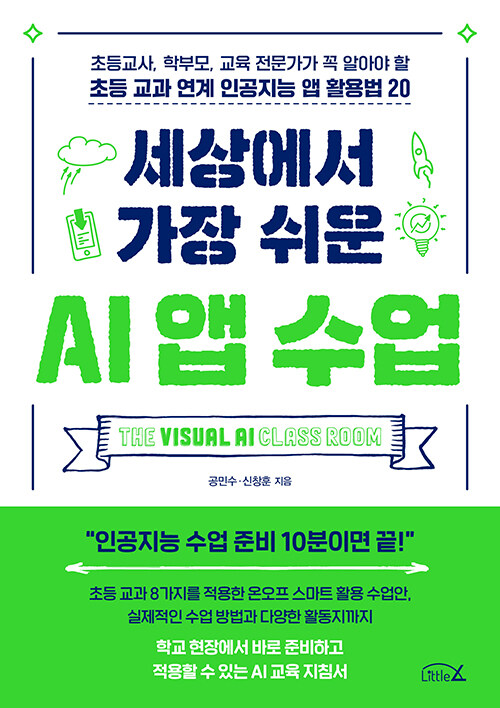 초등교사, 학부모, 교육 전문가가 꼭 알아야 할
초등 교과 연계 인공지능 앱 활용법 20
세상에서
가장 쉬운
AI 앱 수업
THE VISUAL AI CLASS ROOM
공민수 · 신창훈 지음
“인공지능 수업 준비 10분이면 끝!”
초등 교과 8가지를 적용한 온오프 스마트 활용 수업안,
실제적인 수업 방법과 다양한 활동지까지
학교 현장에서 바로 준비하고
적용할 수 있는 AI 교육 지침서
Little